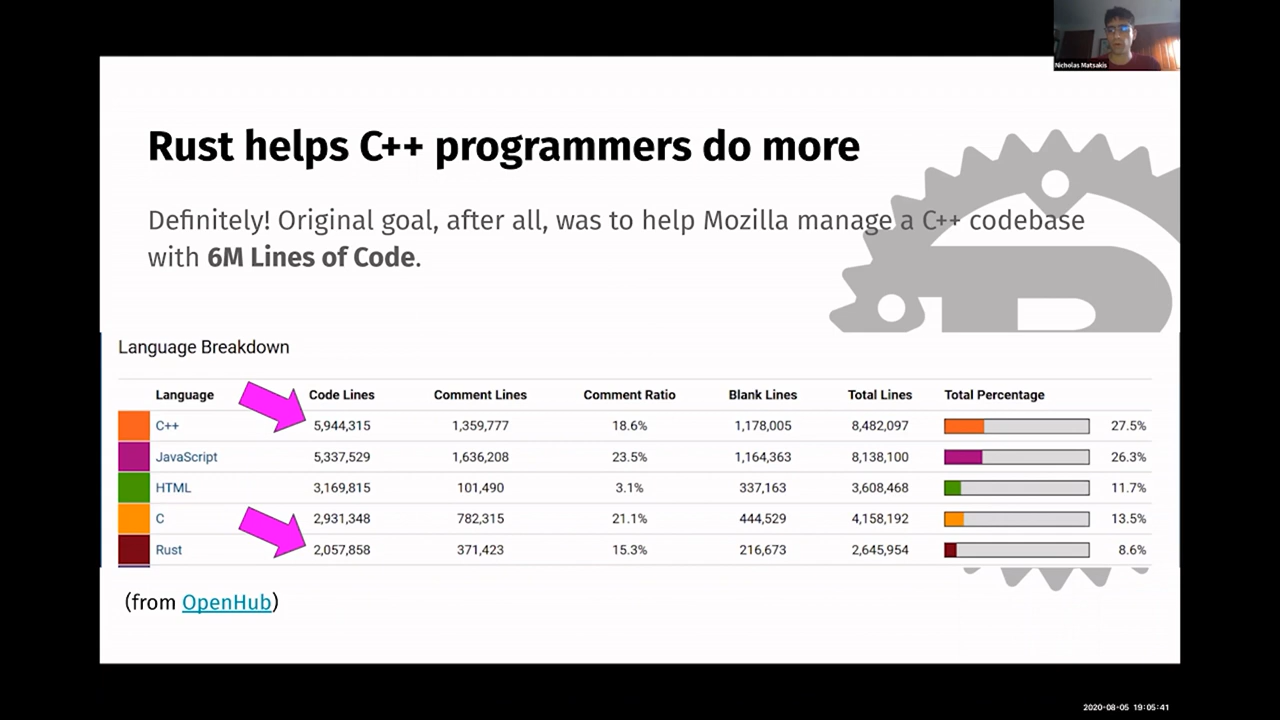 Nicholas Matsakis
Rust helps C++ programmers do more
Definitely! Original goal, after all, was to help Mozilla manage a C++ codebase
with 6M Lines of Code.
Language Breakdown
Language Code Lines Comment Lines Comment Ratio Blank Lines Total Lines Total Percentage
C++ 5,944,315 1,359,777 18.6% 1,178,005 8,482,097 27.5%
JavaScript 5,337,529 1,636,208 23.5% 1,164,363 8,138,100 26.3%
HTML 3,169,815 101,490 3.1% 337,163 3,608,468 11.7%
C 2,931,348 782,315 21.1% 444,529 4,158,192 13.5%
Rust 2,057,858 371,423 15.3% 216,673 2,645,954 8.6%
(from OpenHub)
2020-08-05 19:05:41